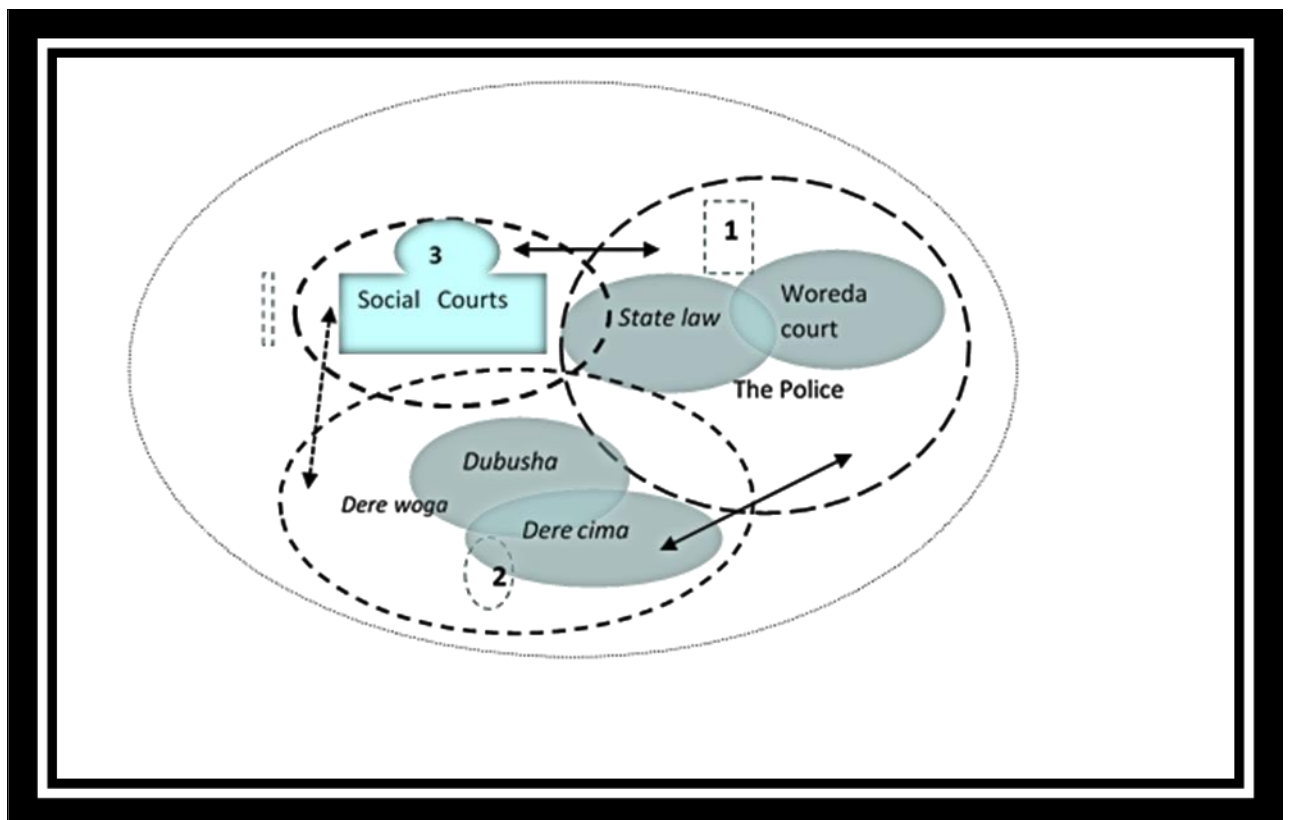 1
3
Social Courts
State law
Woreda
court
The Police
Dubusha
Dere woga
Dere cima
2